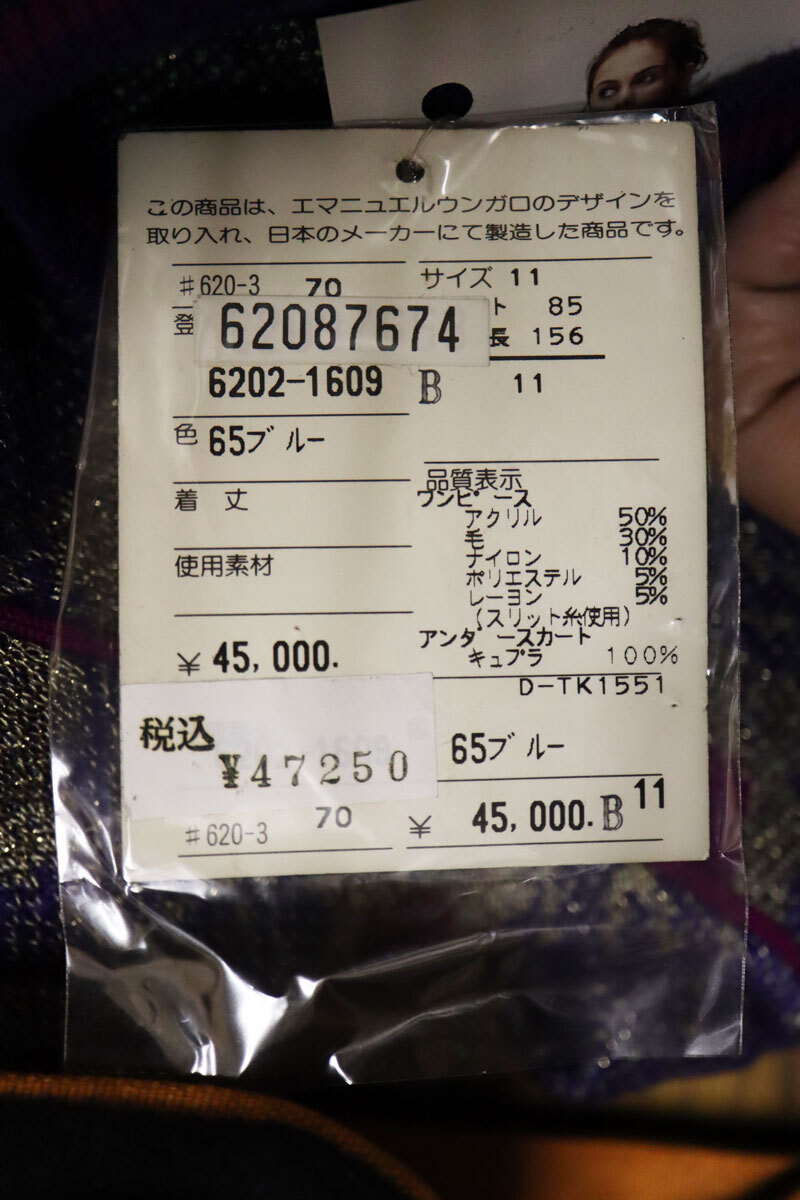 この商品は、エマニュエルウンガロのデザインを
取り入れ、日本のメーカーにて製造した商品です。
#620-3 70
登
62087674
6202-1609
色 65ブルー
着 丈
使用素材
¥ 45,000.
サイズ 11
ト 85
長 156
B 11
品質表示
ワンピース
アクリル 50%
毛 30%
ナイロン 10%
ポリエステル 5%
レーヨン 5%
(スリット糸使用)
アンダースカート
キュプラ 100%
D-TK1551
税込
¥47250
65ブルー
#620-3 70 ¥ 45,000. B 11